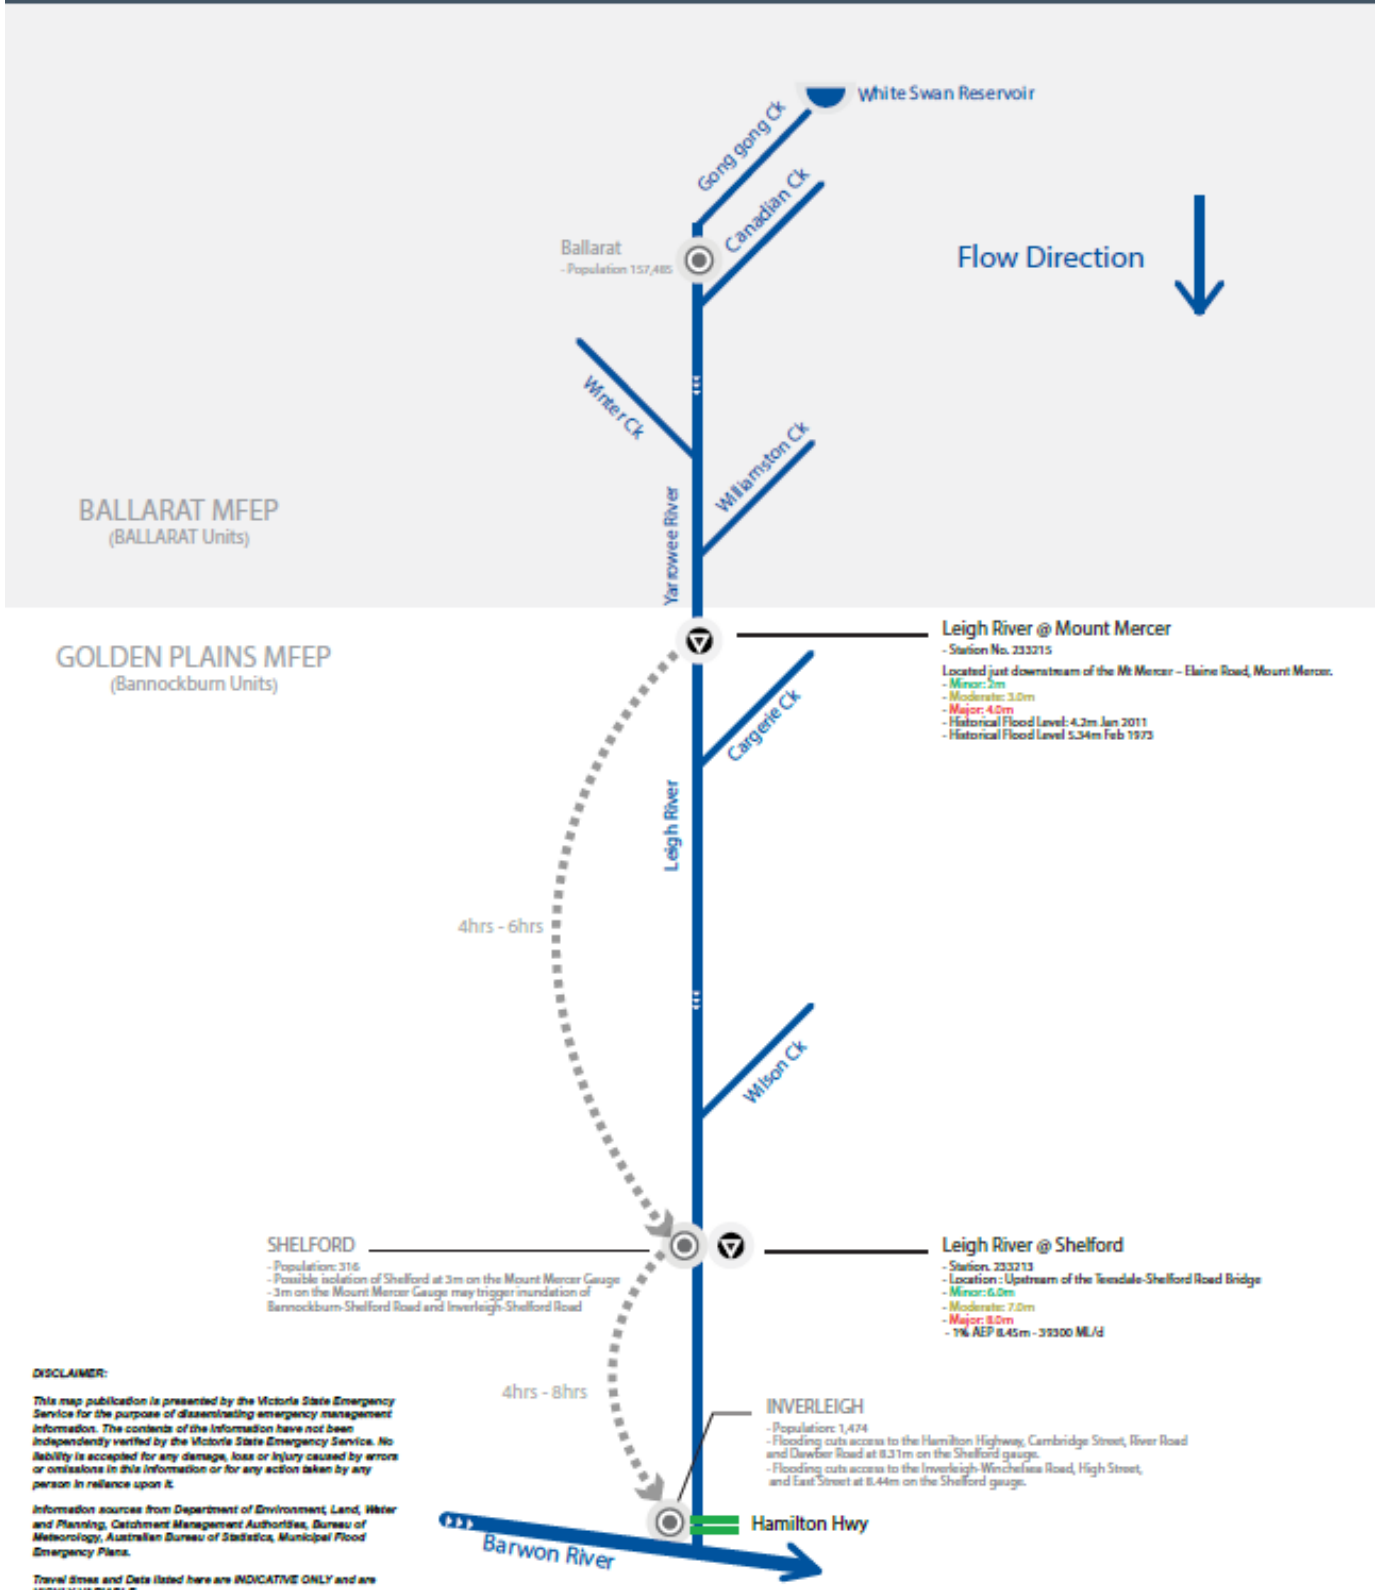 White Swan Reservoir
Gong gong Ck
Canadian Ck
Ballarat
- Population 157,485
Flow Direction
Winter Ck
Williamston Ck
Yarrowee River
BALLARAT MFEP
(BALLARAT Units)
GOLDEN PLAINS MFEP
(Bannockburn Units)
Leigh River @ Mount Mercer
- Station No. 233215
Located just downstream of the Mt Mercer – Elaine Road, Mount Mercer.
- Minor: 2m
- Moderate: 3.0m
- Major: 4.0m
- Historical Flood Level: 4.2m Jan 2011
- Historical Flood Level 5.34m Feb 1973
Cargerie Ck
Leigh River
4hrs - 6hrs
Wilson Ck
SHELFORD
- Population: 316
- Possible isolation of Shelford at 3m on the Mount Mercer Gauge
- 3m on the Mount Mercer Gauge may trigger inundation of
Bannockburn-Shelford Road and Inverleigh-Shelford Road
Leigh River @ Shelford
- Station. 233213
- Location : Upstream of the Teesdale-Shelford Road Bridge
- Minor: 6.0m
- Moderate: 7.0m
- Major: 8.0m
- 1% AEP 8.45m - 39300 ML/d
4hrs - 8hrs
INVERLEIGH
- Population: 1,474
- Flooding cuts access to the Hamilton Highway, Cambridge Street, River Road
and Dawber Road at 8.31m on the Shelford gauge.
- Flooding cuts access to the Inverleigh-Winchelsea Road, High Street,
and East Street at 8.44m on the Shelford gauge.
Hamilton Hwy
Barwon River
DISCLAIMER:
This map publication is presented by the Victoria State Emergency
Service for the purpose of disseminating emergency management
information. The contents of the information have not been
independently verified by the Victoria State Emergency Service. No
liability is accepted for any damage, loss or injury caused by errors
or omissions in this information or for any action taken by any
person in reliance upon it.
Information sources from Department of Environment, Land, Water
and Planning, Catchment Management Authorities, Bureau of
Meteorology, Australian Bureau of Statistics, Municipal Flood
Emergency Plans.
Travel times and Data listed here are INDICATIVE ONLY and are